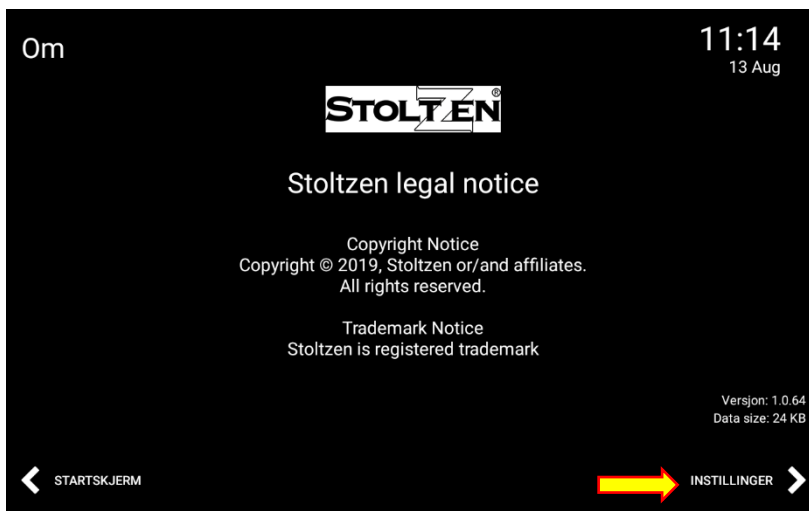 Om
11:14
13 Aug
STOLTZEN®
Stoltzen legal notice
Copyright Notice
Copyright © 2019, Stoltzen or/and affiliates.
All rights reserved.
Trademark Notice
Stoltzen is registered trademark
Versjon: 1.0.64
Data size: 24 KB
STARTSKJERM
INSTILLINGER